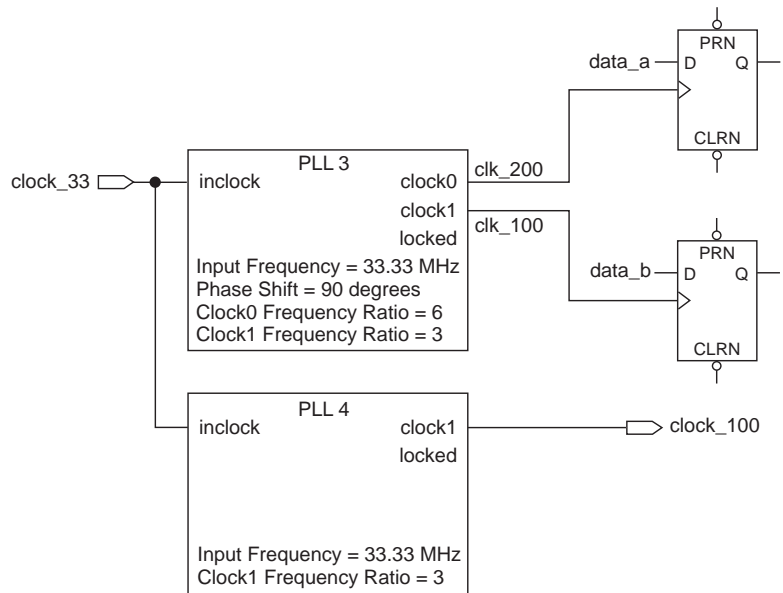 PRN
data_a
D Q
CLRN
PLL 3
clock_33
inclock
clock0
clk_200
clock1
clk_100
locked
Input Frequency = 33.33 MHz
Phase Shift = 90 degrees
Clock0 Frequency Ratio = 6
Clock1 Frequency Ratio = 3
PRN
data_b
D Q
CLRN
PLL 4
inclock
clock1
clock_100
locked
Input Frequency = 33.33 MHz
Clock1 Frequency Ratio = 3